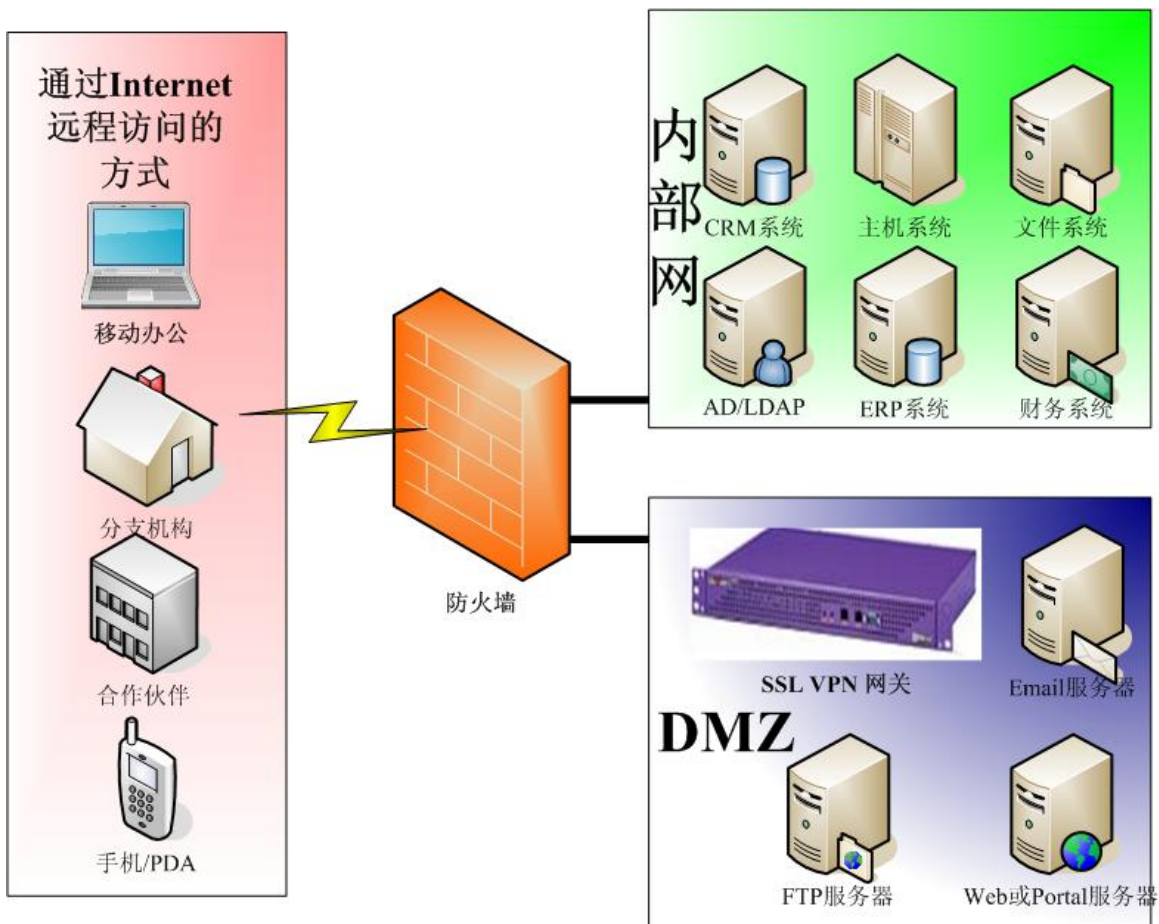 通过Internet
远程访问的
方式
移动办公
分支机构
合作伙伴
手机/PDA
防火墙
内部网
CRM系统
主机系统
文件系统
AD/LDAP
ERP系统
财务系统
SSL VPN 网关
Email服务器
DMZ
FTP服务器
Web或Portal服务器